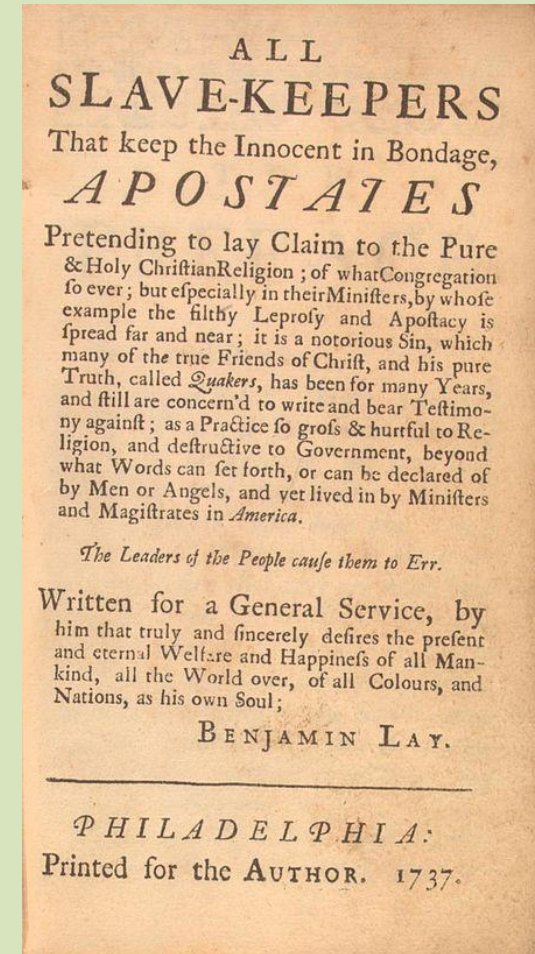 ALL
SLAVE-KEEPERS
That keep the Innocent in Bondage,
APOSTATES
Pretending to lay Claim to the Pure
& Holy Christian Religion ; of what Congregation
ſo ever ; but eſpecially in their Miniſters, by whoſe
example the filthy Leproſy and Apoſtacy is
ſpread far and near ; it is a notorious Sin, which
many of the true Friends of Chriſt, and his pure
Truth, called Quakers, has been for many Years,
and ſtill are concern'd to write and bear Teſtimo-
ny againſt ; as a Practice ſo groſs & hurtful to Re-
ligion, and deſtructive to Government, beyond
what Words can ſet forth, or can be declared of
by Men or Angels, and yet lived in by Miniſters
and Magiſtrates in America.
The Leaders of the People cauſe them to Err.
Written for a General Service, by
him that truly and ſincerely deſires the preſent
and eternal Welfare and Happineſs of all Man-
kind, all the World over, of all Colours, and
Nations, as his own Soul ;
BENJAMIN LAY.
PHILADELPHIA:
Printed for the AUTHOR. 1737.